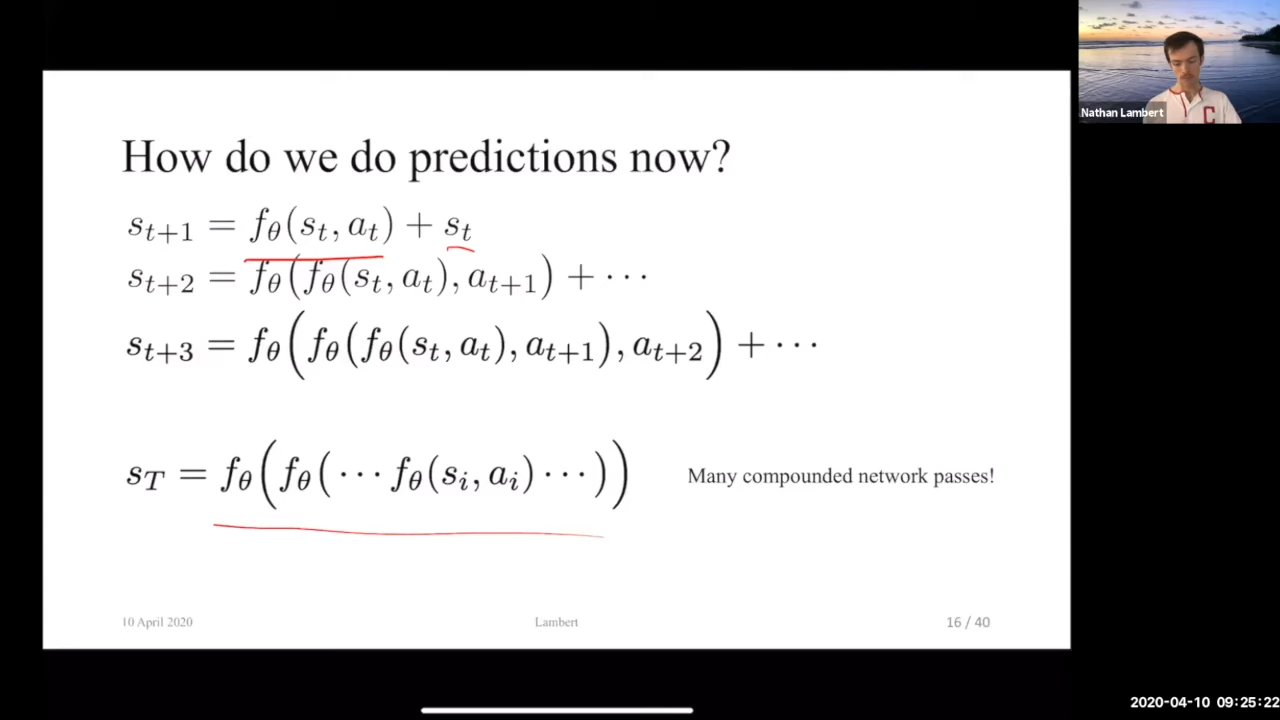 Nathan Lambert
C
How do we do predictions now?
s_{t+1} = f_θ(s_t, a_t) + s_t
s_{t+2} = f_θ(f_θ(s_t, a_t), a_{t+1}) + ⋯
s_{t+3} = f_θ(f_θ(f_θ(s_t, a_t), a_{t+1}), a_{t+2}) + ⋯
s_T = f_θ(f_θ(⋯ f_θ(s_i, a_i) ⋯)) Many compounded network passes!
10 April 2020 Lambert 16 / 40
2020-04-10 09:25:22